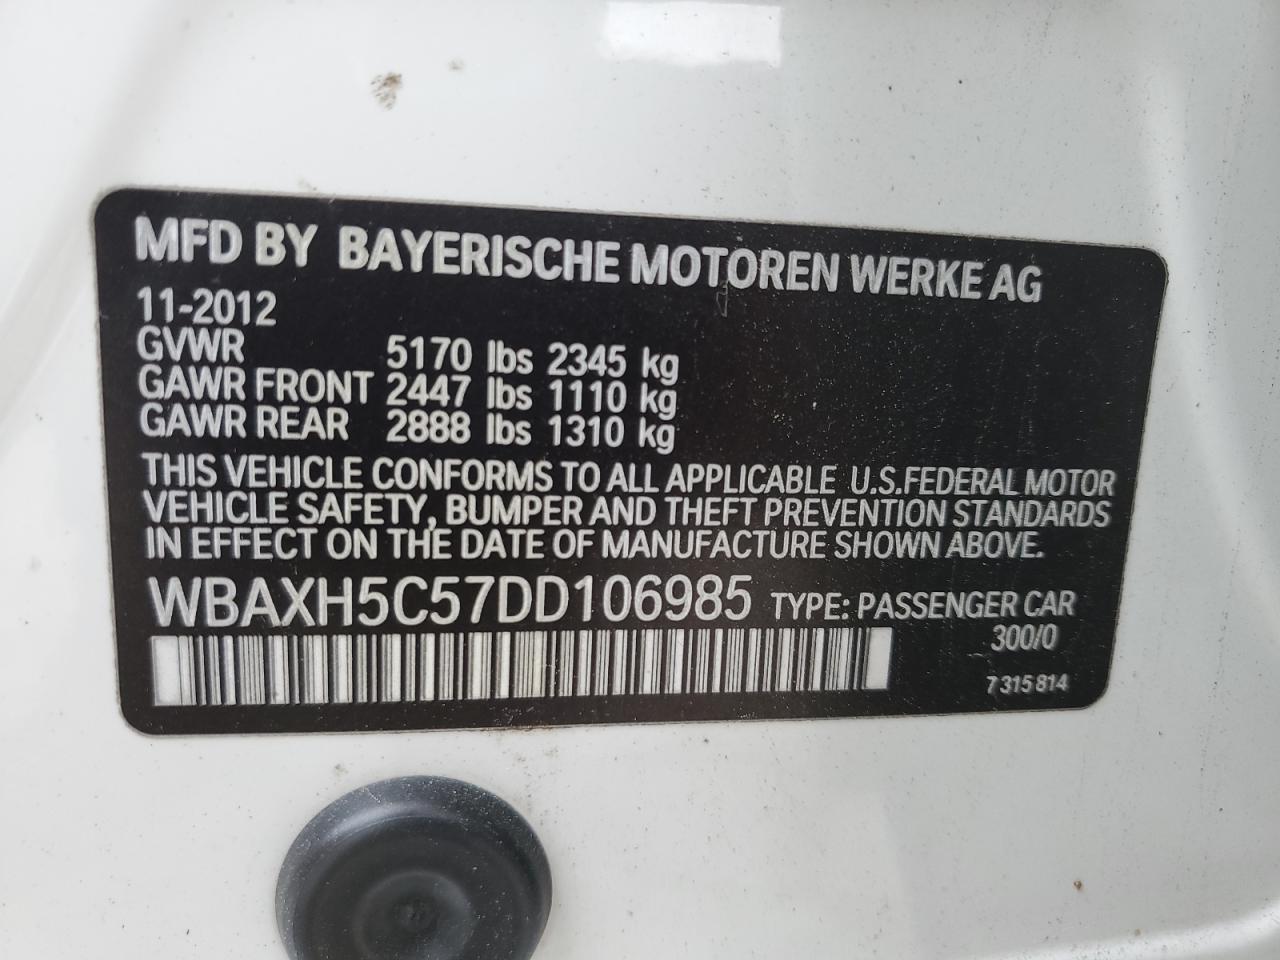 MFD BY BAYERISCHE MOTOREN WERKE AG
11-2012
GVWR 5170 lbs 2345 kg
GAWR FRONT 2447 lbs 1110 kg
GAWR REAR 2888 lbs 1310 kg
THIS VEHICLE CONFORMS TO ALL APPLICABLE U.S.FEDERAL MOTOR
VEHICLE SAFETY, BUMPER AND THEFT PREVENTION STANDARDS
IN EFFECT ON THE DATE OF MANUFACTURE SHOWN ABOVE.
WBAXH5C57DD106985 TYPE: PASSENGER CAR
300/0
7 315 814